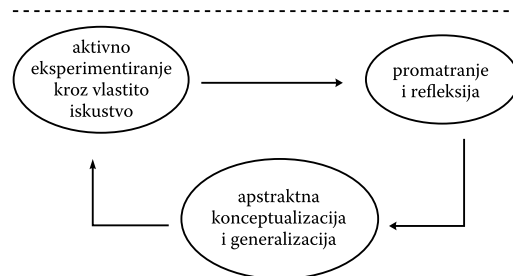 aktivno
eksperimentiranje
kroz vlastito
iskustvo
promatranje
i refleksija
apstraktna
konceptualizacija
i generalizacija